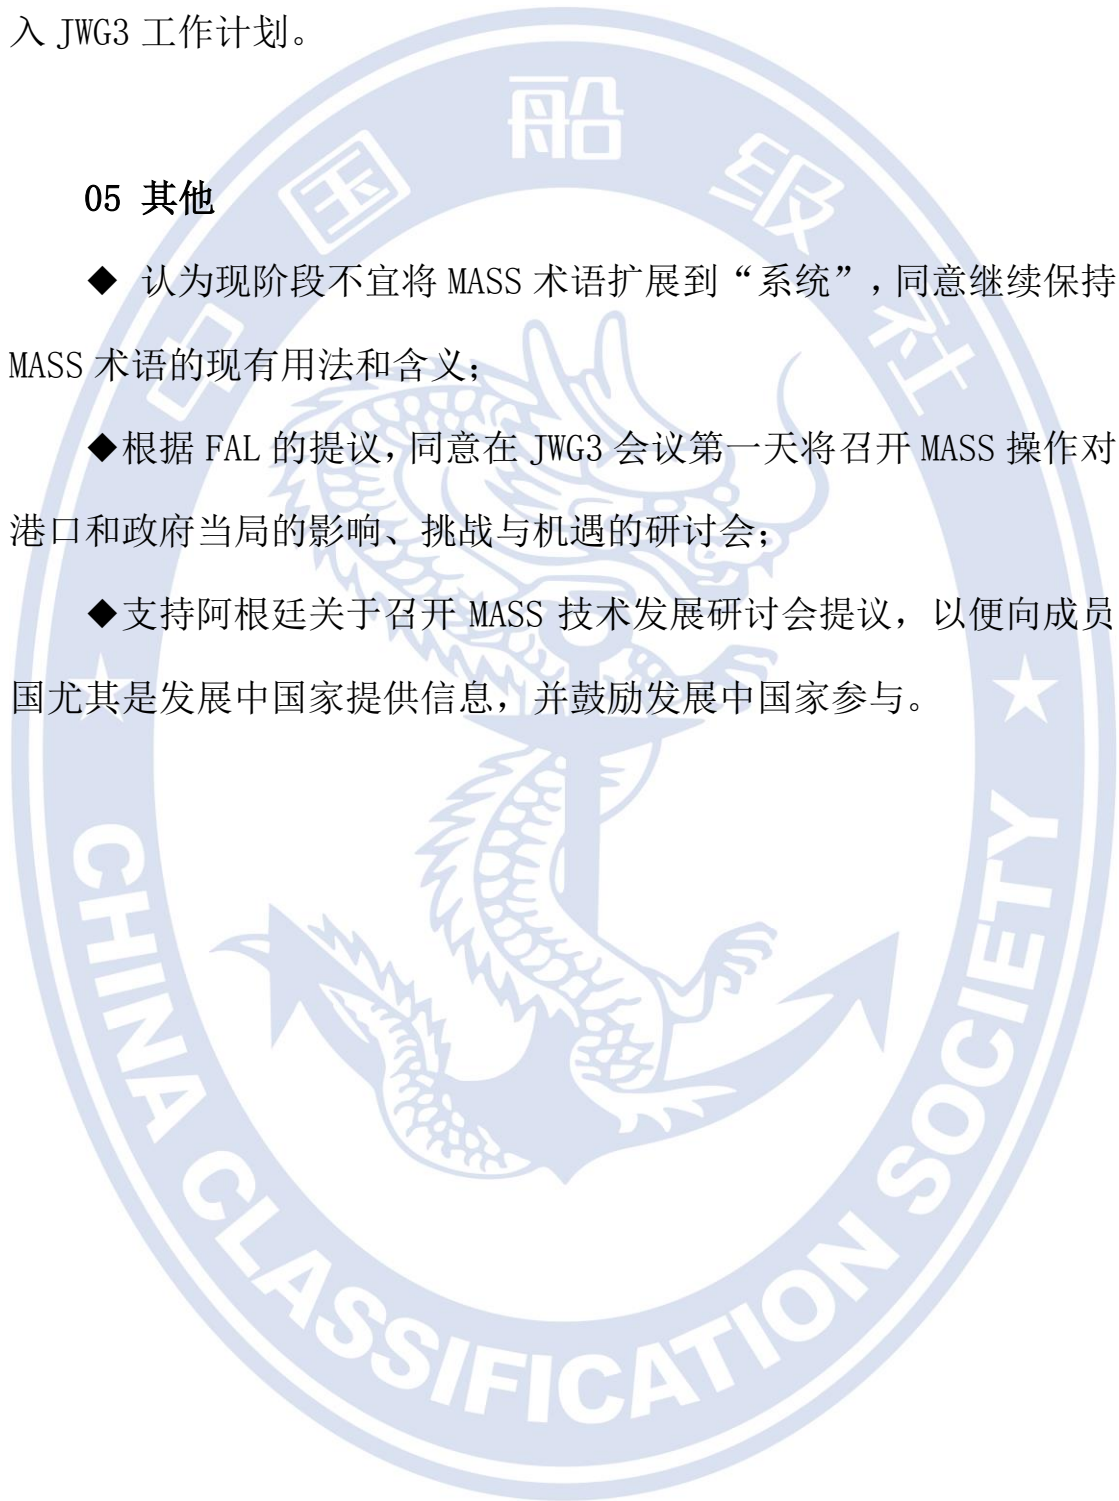 入 JWG3 工作计划。
05 其他
◆ 认为现阶段不宜将 MASS 术语扩展到“系统”，同意继续保持
MASS 术语的现有用法和含义；
◆根据 FAL 的提议，同意在 JWG3 会议第一天将召开 MASS 操作对
港口和政府当局的影响、挑战与机遇的研讨会；
◆支持阿根廷关于召开 MASS 技术发展研讨会提议，以便向成员
国尤其是发展中国家提供信息，并鼓励发展中国家参与。
中国船级社
CHINA CLASSIFICATION SOCIETY